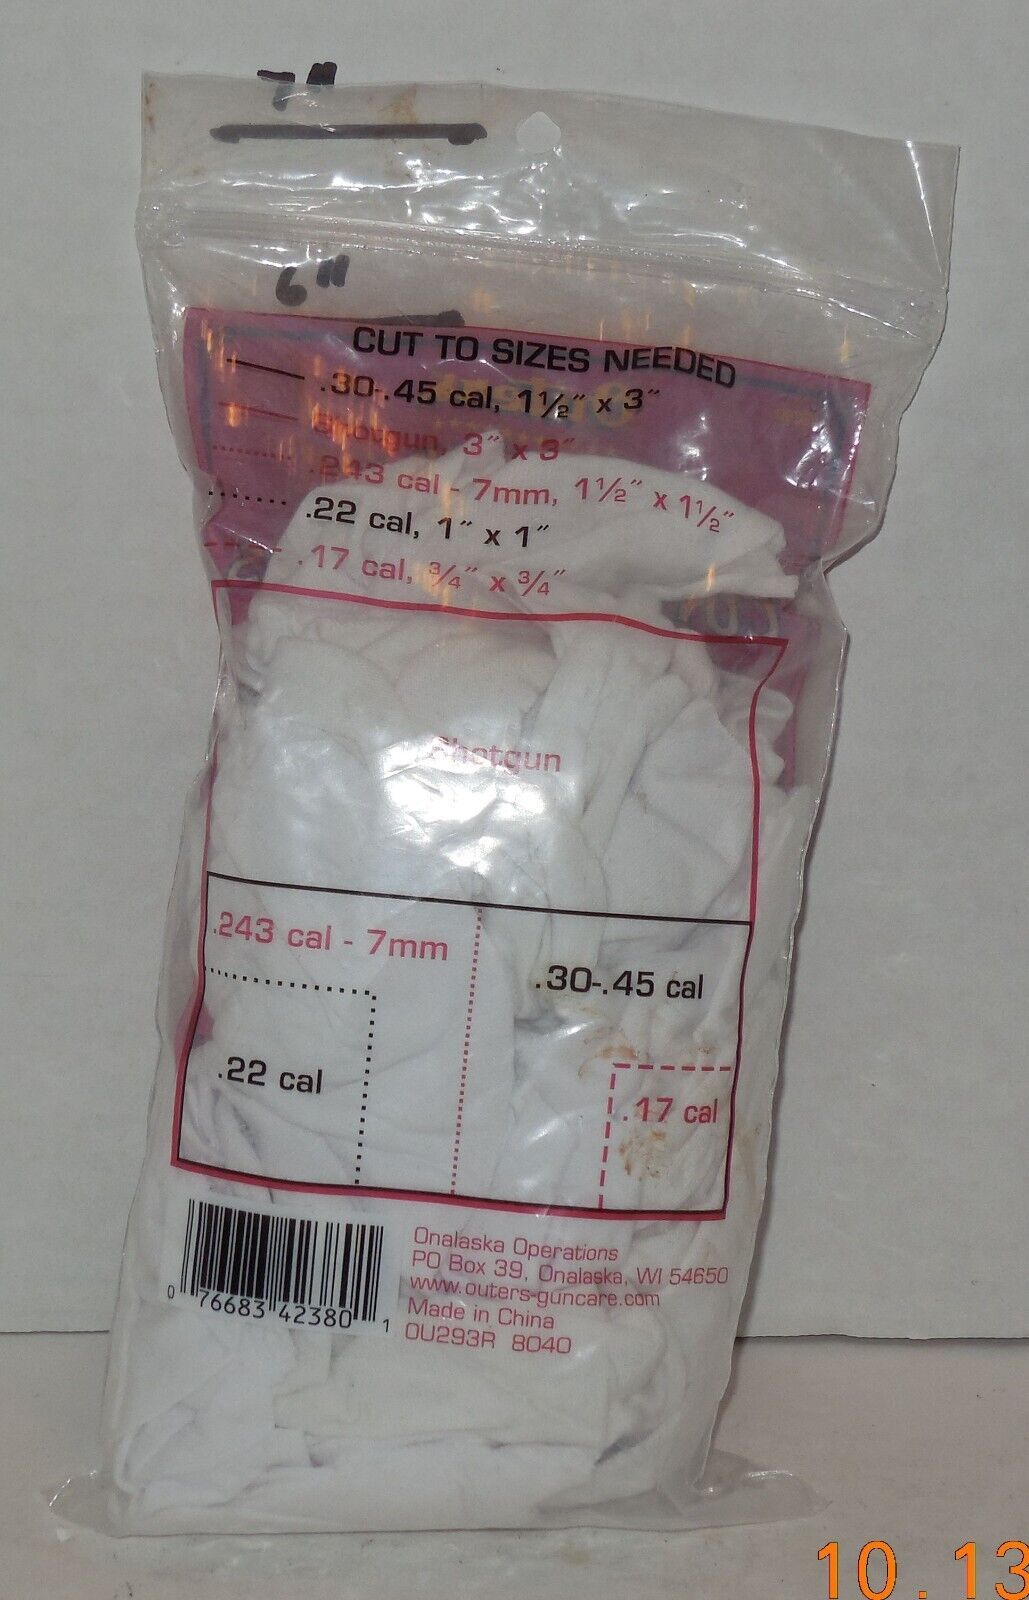 7"
6"
CUT TO SIZES NEEDED
.30-.45 cal, 1½" x 3"
Shotgun, 3" x 3"
.243 cal - 7mm, 1½" x 1½"
.22 cal, 1" x 1"
.17 cal, ¾" x ¾"
Shotgun
.243 cal - 7mm
.30-.45 cal
.22 cal
.17 cal
0 76683 42380 1
Onalaska Operations
PO Box 39, Onalaska, WI 54650
www.outers-guncare.com
Made in China
OU293R 8040
10.13